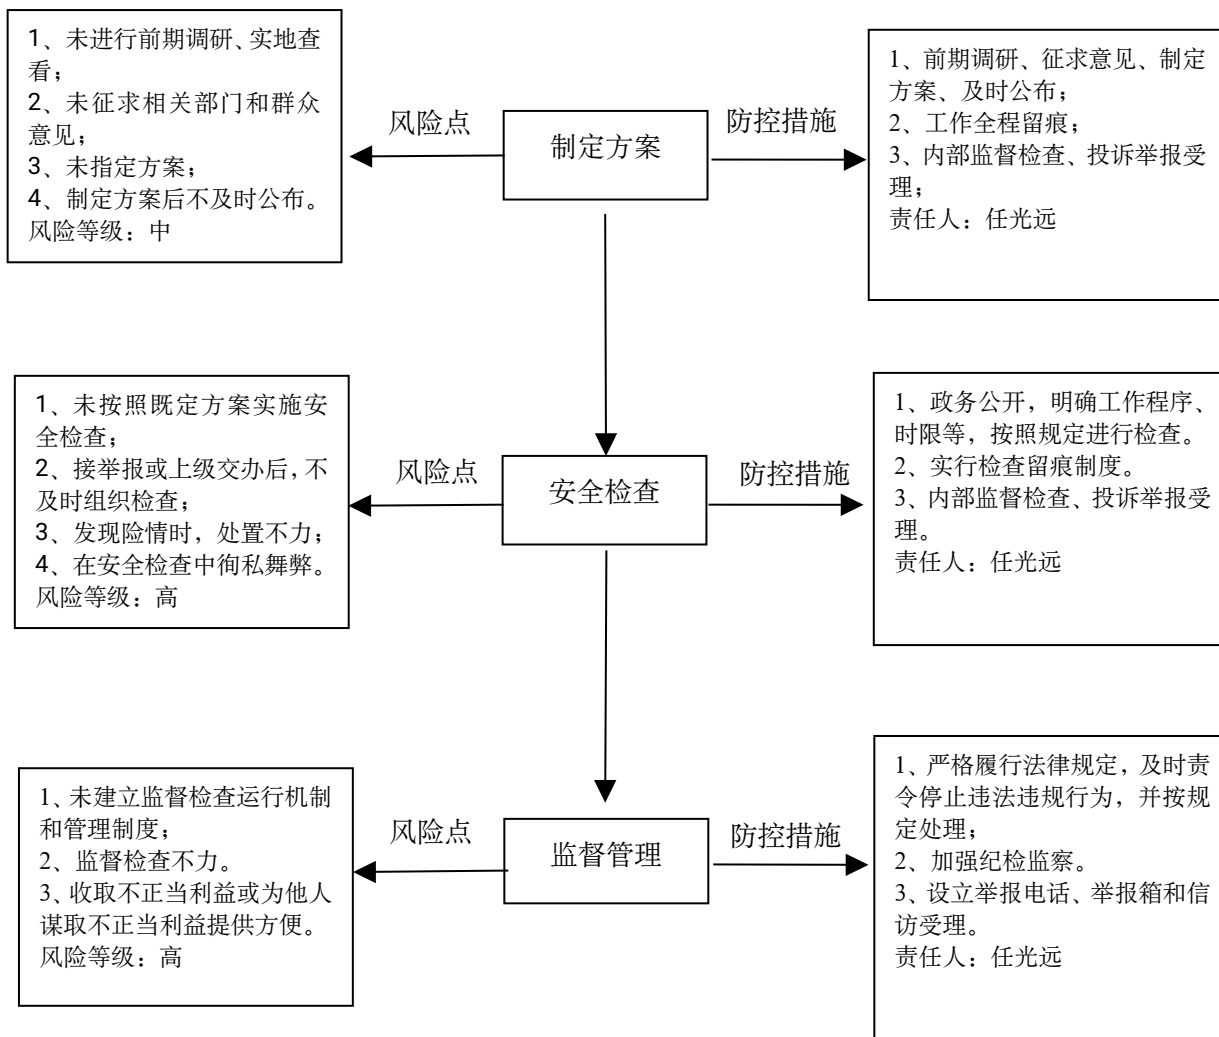 1、未进行前期调研、实地查
看；
2、未征求相关部门和群众
意见；
3、未指定方案；
4、制定方案后不及时公布。
风险等级：中
风险点
制定方案
防控措施
1、前期调研、征求意见、制定
方案、及时公布；
2、工作全程留痕；
3、内部监督检查、投诉举报受
理；
责任人：任光远
1、未按照既定方案实施安
全检查；
2、接举报或上级交办后，不
及时组织检查；
3、发现险情时，处置不力；
4、在安全检查中徇私舞弊。
风险等级：高
风险点
安全检查
防控措施
1、政务公开，明确工作程序、
时限等，按照规定进行检查。
2、实行检查留痕制度。
3、内部监督检查、投诉举报受
理。
责任人：任光远
1、未建立监督检查运行机制
和管理制度；
2、监督检查不力。
3、收取不正当利益或为他人
谋取不正当利益提供方便。
风险等级：高
风险点
监督管理
防控措施
1、严格履行法律规定，及时责
令停止违法违规行为，并按规
定处理；
2、加强纪检监察。
3、设立举报电话、举报箱和信
访受理。
责任人：任光远